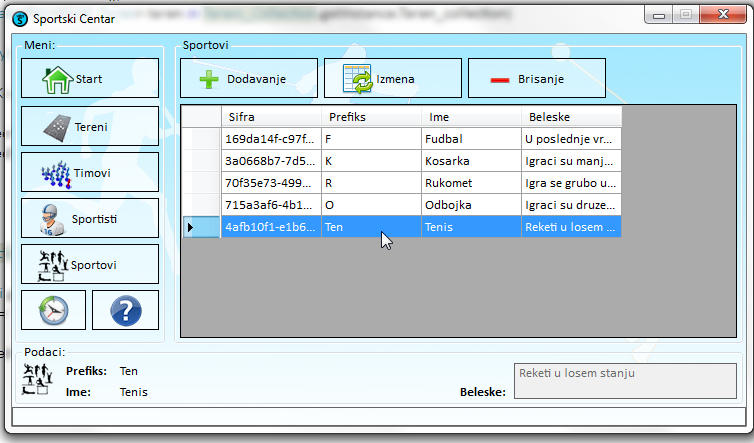 Sportski Centar
Meni:
Start
Tereni
Timovi
Sportisti
Sportovi
Sportovi
Dodavanje Izmena Brisanje
Sifra Prefiks Ime Beleske
169da14f-c97f... F Fudbal U poslednje vr...
3a0668b7-7d5... K Kosarka Igraci su manj...
70f35e73-499... R Rukomet Igra se grubo u...
715a3af6-4b1... O Odbojka Igraci su druze...
4afb10f1-e1b6... Ten Tenis Reketi u losem ...
Podaci:
Prefiks: Ten
Ime: Tenis
Beleske: Reketi u losem stanju